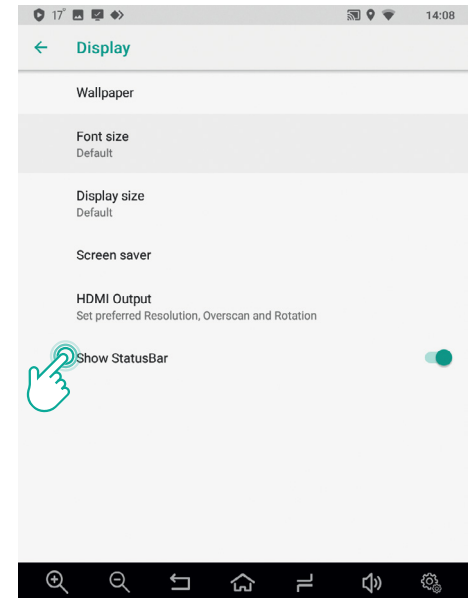 17° 14:08
Display
Wallpaper
Font size
Default
Display size
Default
Screen saver
HDMI Output
Set preferred Resolution, Overscan and Rotation
Show StatusBar